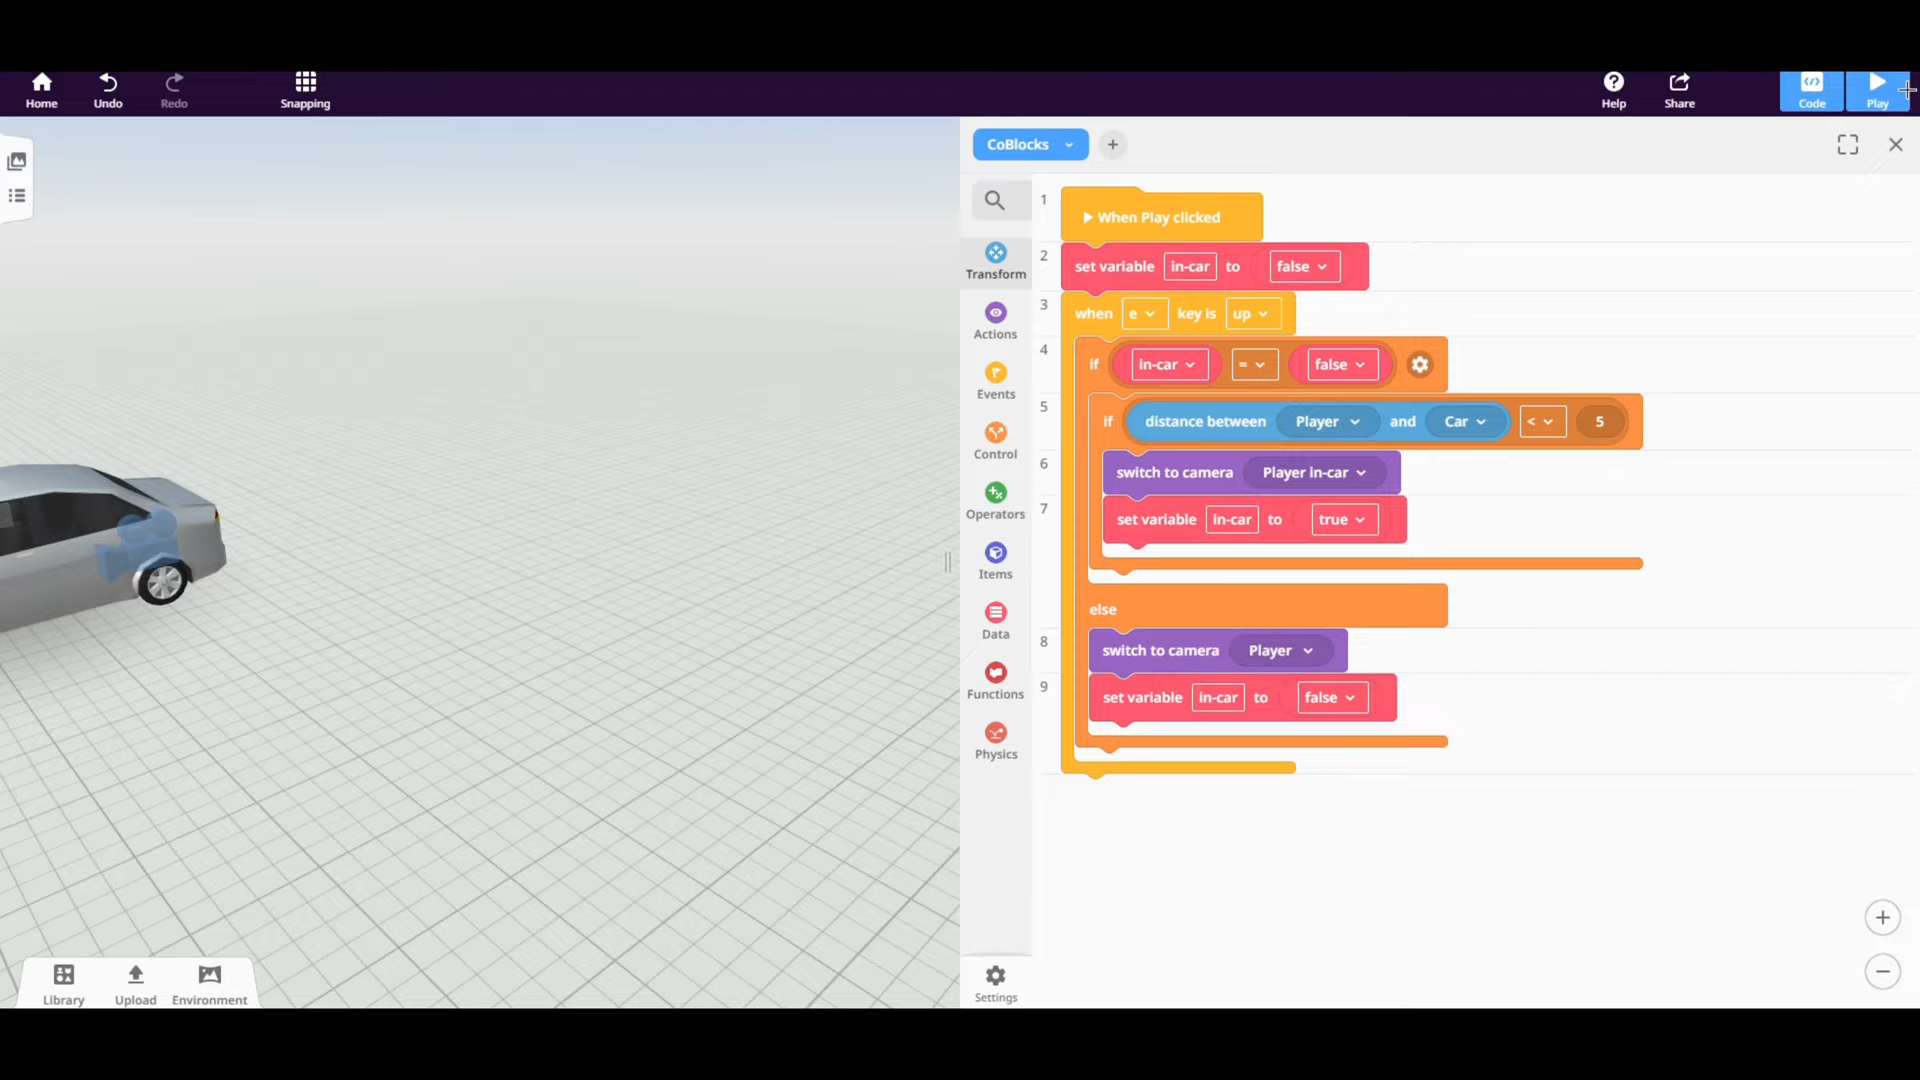 Home Undo Redo Snapping Help Share Code Play
CoBlocks
1 When Play clicked
2 set variable in-car to false
Transform
3 when e key is up
Actions
4 if in-car = false
Events
5 if distance between Player and Car < 5
Control
6 switch to camera Player in-car
7 set variable in-car to true
Operators
Items
else
Data
8 switch to camera Player
9 set variable in-car to false
Functions
Physics
Library Upload Environment
Settings